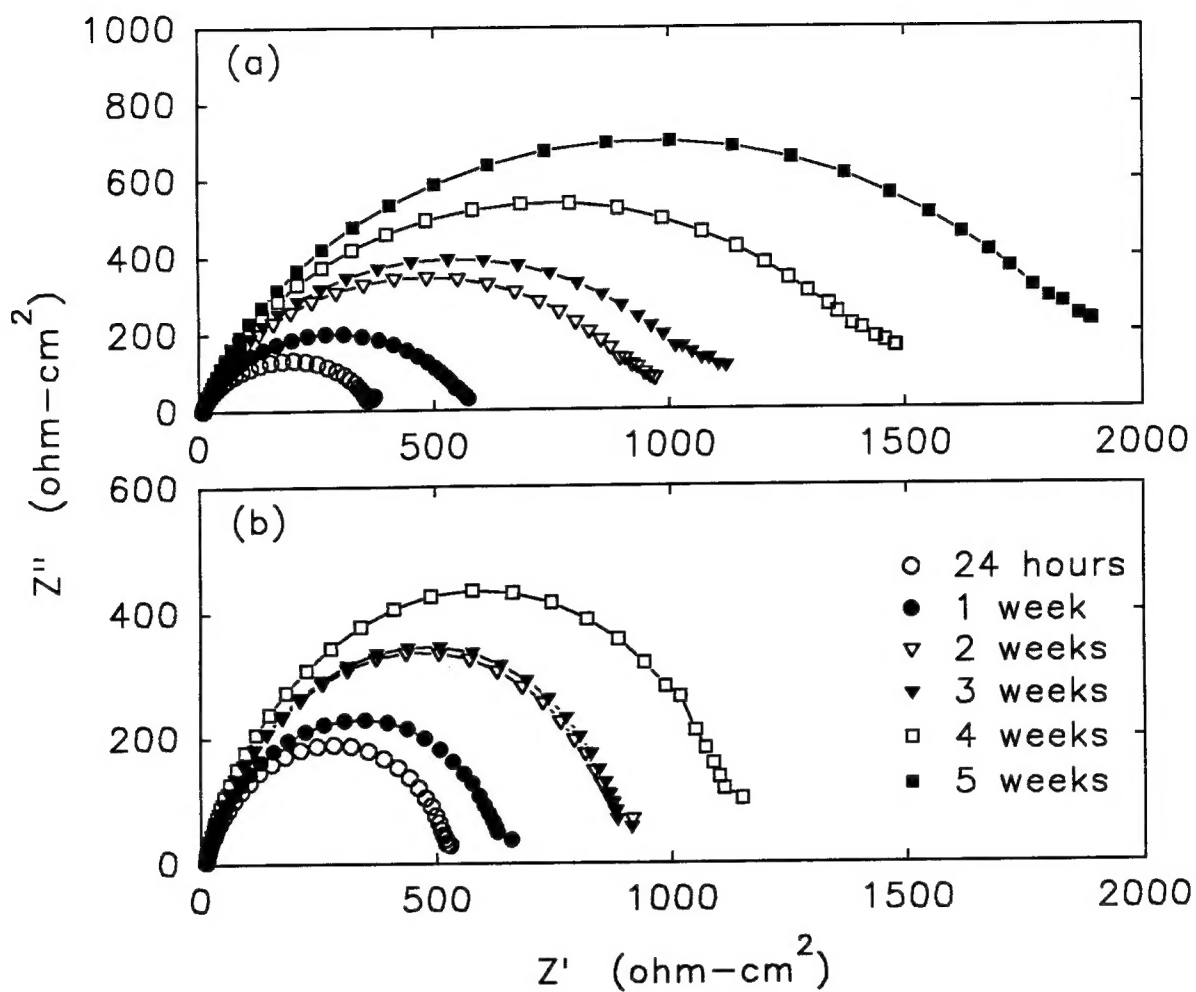 1000
(a)
800
600
400
200
0
0 500 1000 1500 2000
Z'' (ohm-cm²)
600
(b)
400
200
0
○ 24 hours
● 1 week
▽ 2 weeks
▼ 3 weeks
□ 4 weeks
■ 5 weeks
0 500 1000 1500 2000
Z' (ohm-cm²)